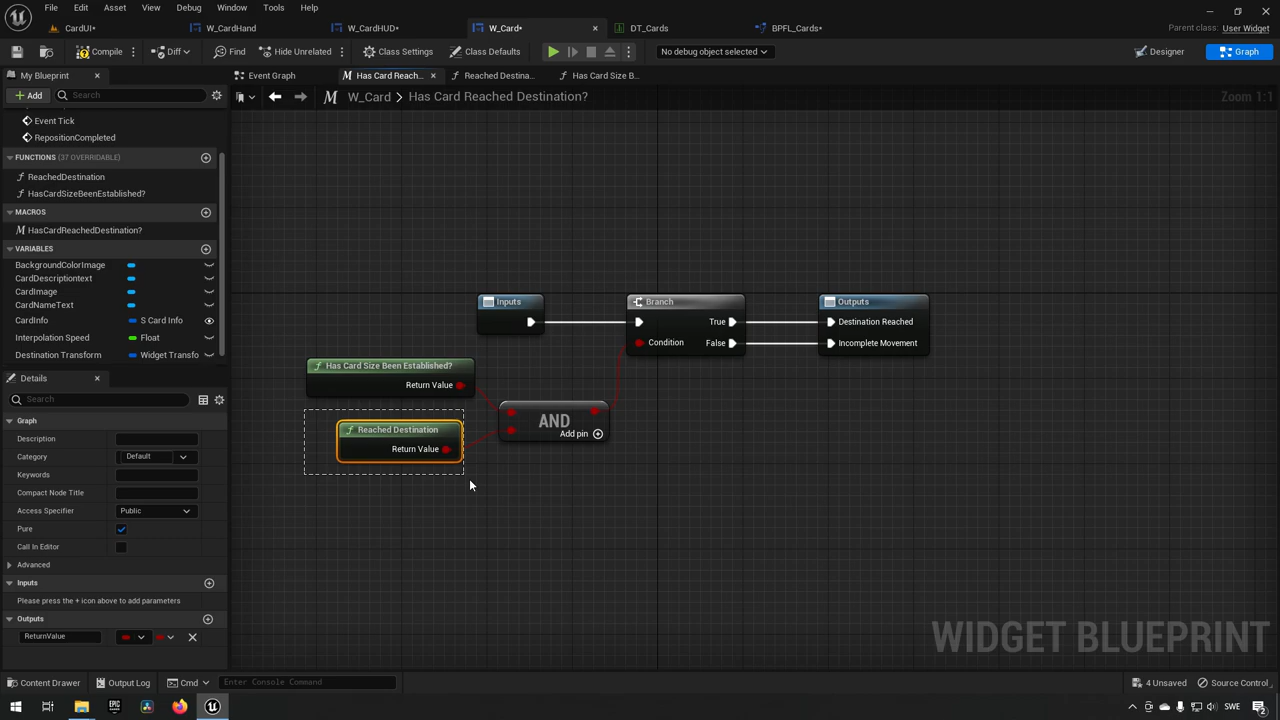 File Edit Asset View Debug Window Tools Help
CardUI* W_CardHand W_CardHUD* W_Card* DT_Cards BPFL_Cards* Parent class: User Widget
Compile Diff Find Hide Unrelated Class Settings Class Defaults No debug object selected Designer Graph
My Blueprint Event Graph Has Card Reach... Reached Destina... Has Card Size B...
Add Search W_Card > Has Card Reached Destination? Zoom 1:1
Event Tick
RepositionCompleted
FUNCTIONS (37 OVERRIDABLE)
ReachedDestination
HasCardSizeBeenEstablished?
MACROS
HasCardReachedDestination?
VARIABLES
BackgroundColorImage
CardDescriptiontext
CardImage
CardNameText
CardInfo S Card Info
Interpolation Speed Float
Destination Transform Widget Transfo
Inputs Branch Outputs
True Destination Reached
Condition False Incomplete Movement
Has Card Size Been Established?
Return Value
Reached Destination
Return Value
AND
Add pin
Details
Search
Graph
Description
Category Default
Keywords
Compact Node Title
Access Specifier Public
Pure
Call In Editor
Advanced
Inputs
Please press the + icon above to add parameters
Outputs
ReturnValue
WIDGET BLUEPRINT
Content Drawer Output Log Cmd Enter Console Command 4 Unsaved Source Control
EPIC SWE 2